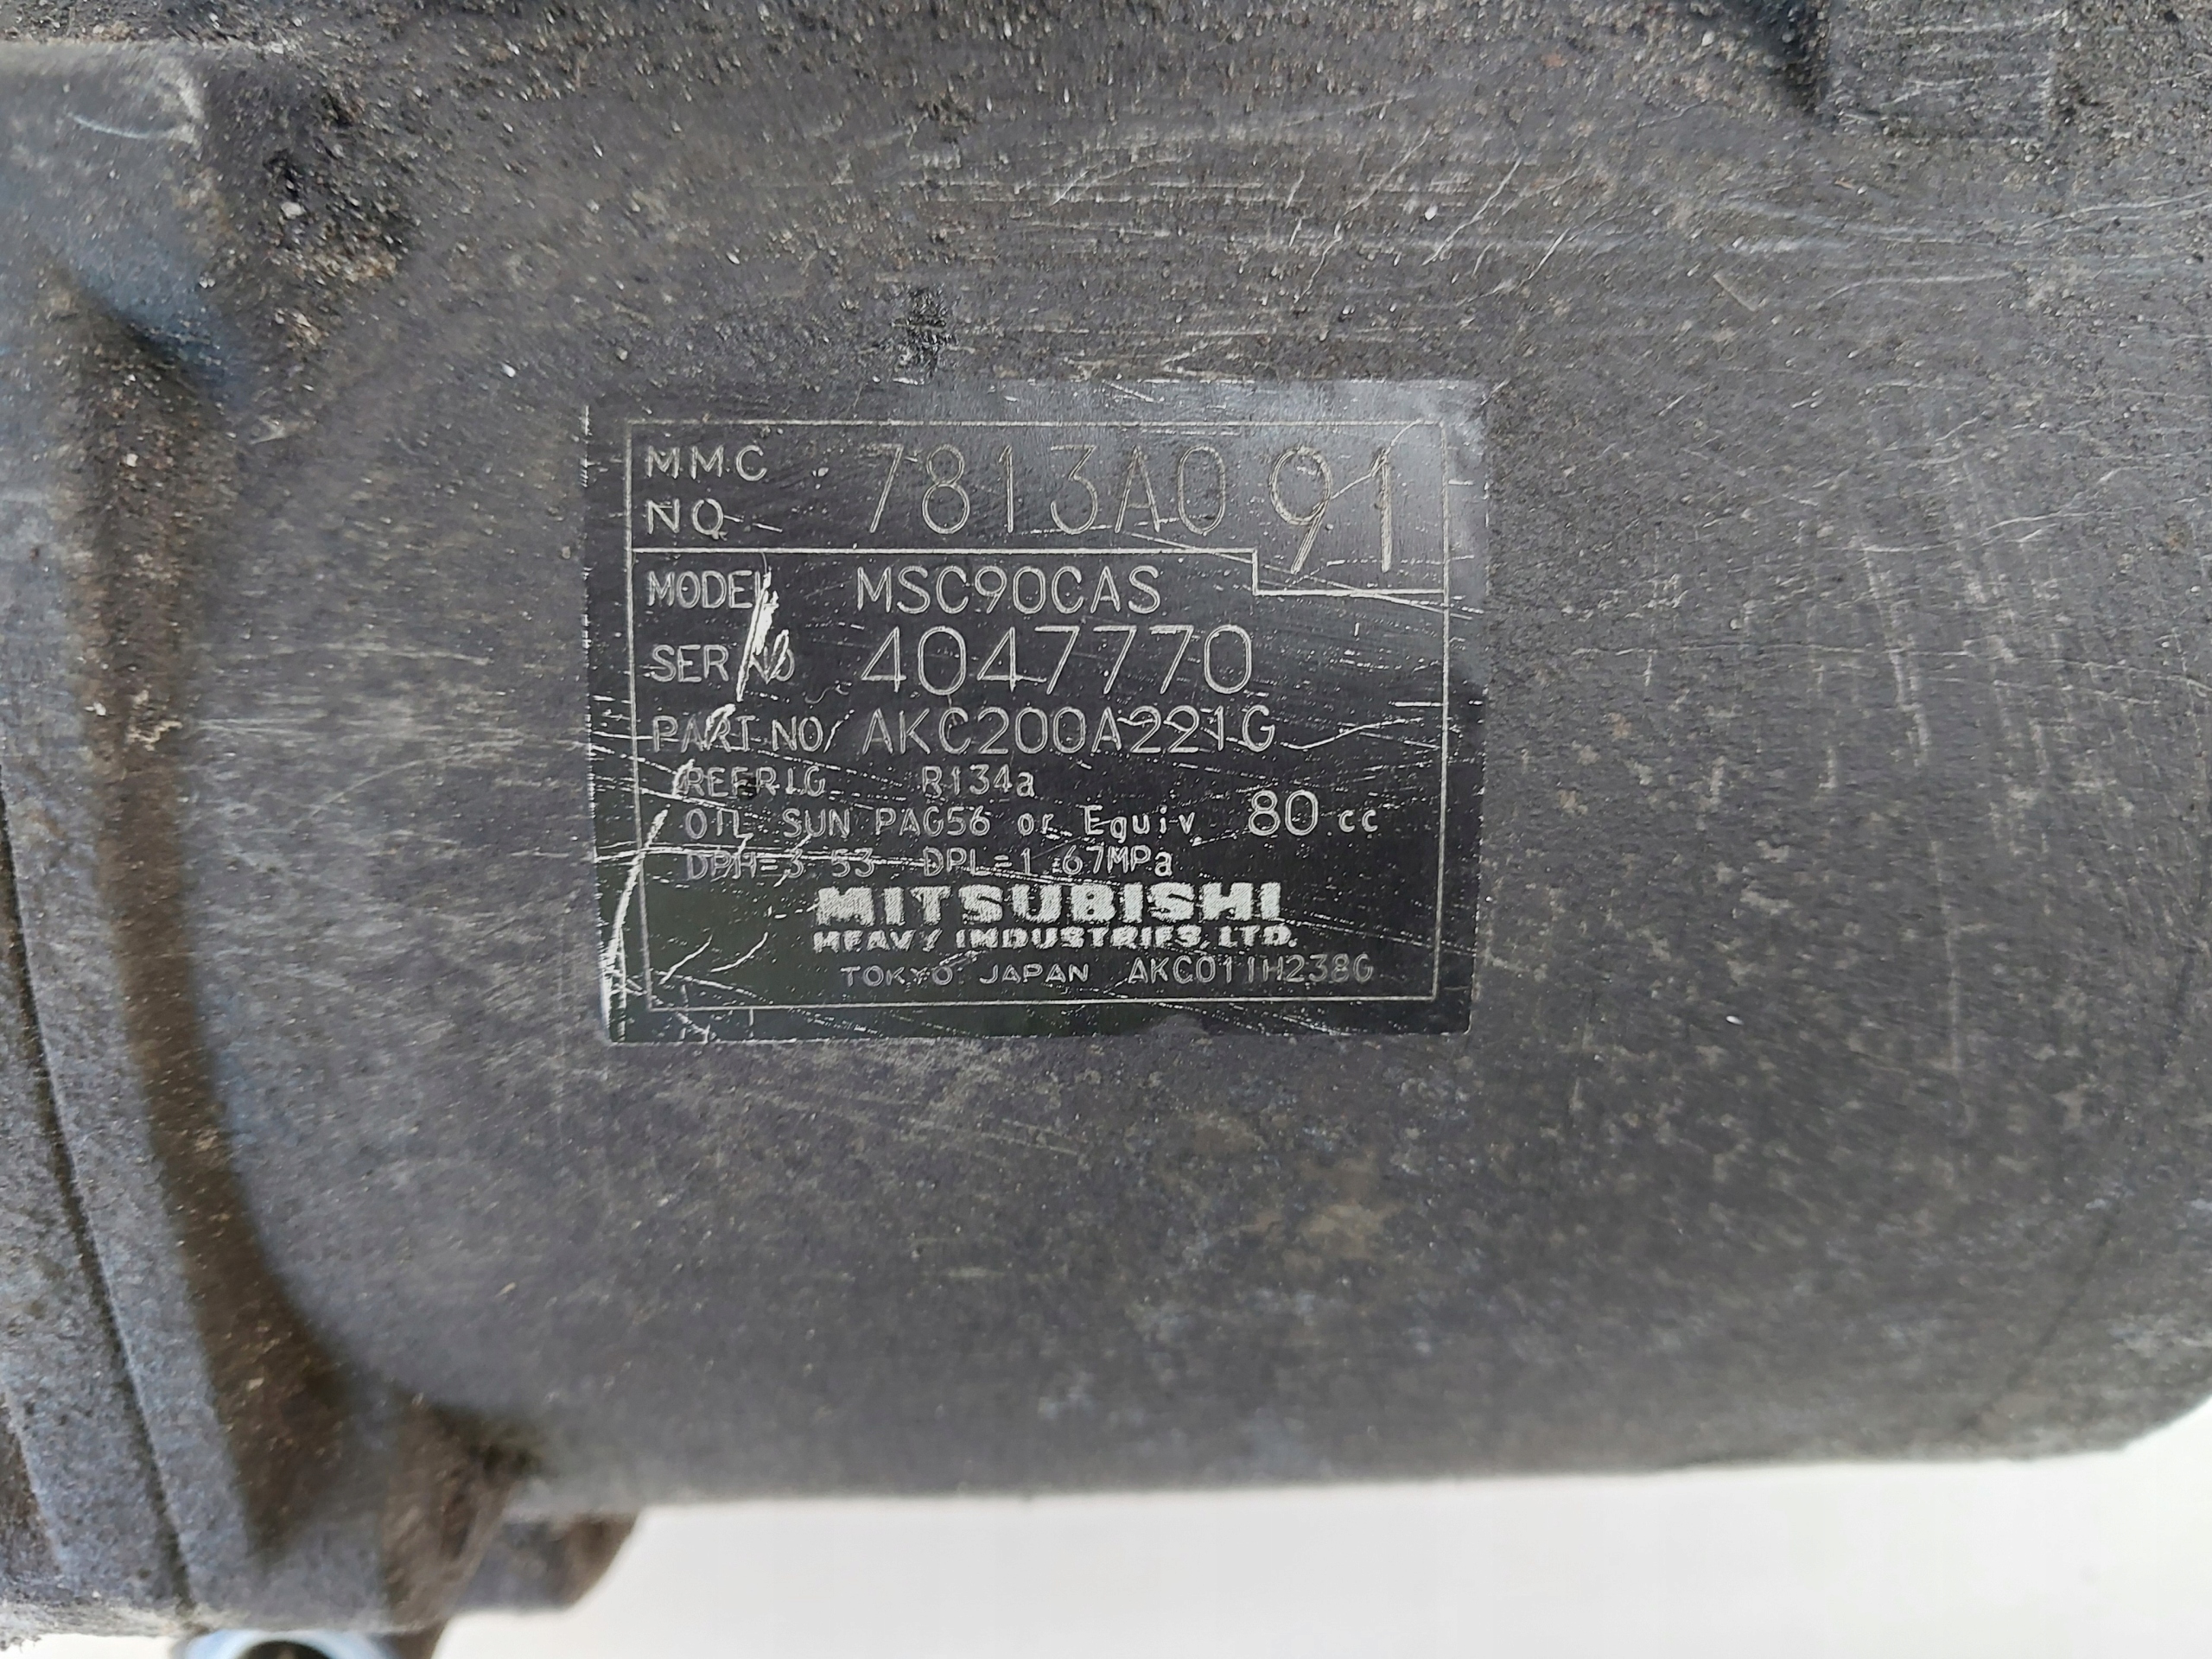 MMC NO. 7813A091
MODEL MSC90CAS
SER NO 4047770
PART NO AKC200A221G
REFRIG R134a
OIL SUN PAG56 or Equiv. 80 cc
DPH=3.53 DPL=1.67MPa
MITSUBISHI
HEAVY INDUSTRIES, LTD.
TOKYO JAPAN AKC011H238G